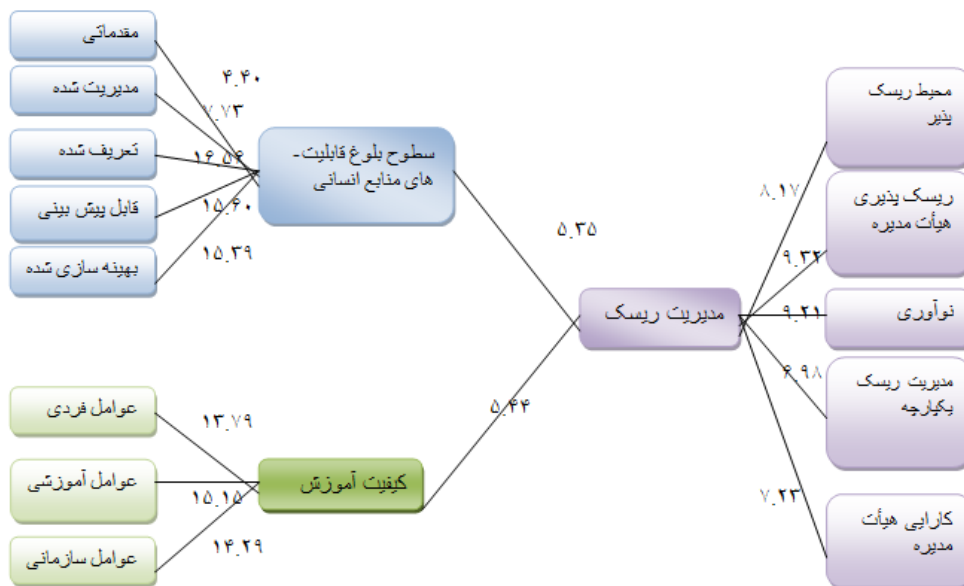 مقدماتی
مدیریت شده
تعریف شده
قابل پیش بینی
بهینه سازی شده
۴.۴۰
۷.۷۳
۱۶.۵۶
۱۵.۶۰
۱۵.۳۹
سطوح بلوغ قابلیت-
های منابع انسانی
۵.۳۵
مدیریت ریسک
۵.۴۴
عوامل فردی
عوامل آموزشی
عوامل سازمانی
۱۳.۷۹
۱۵.۱۵
۱۴.۲۹
کیفیت آموزش
محیط ریسک
پذیر
ریسک پذیری
هیأت مدیره
نوآوری
مدیریت ریسک
یکپارچه
کارایی هیأت
مدیره
۸.۱۷
۹.۳۲
۹.۲۱
۶.۹۸
۷.۲۳